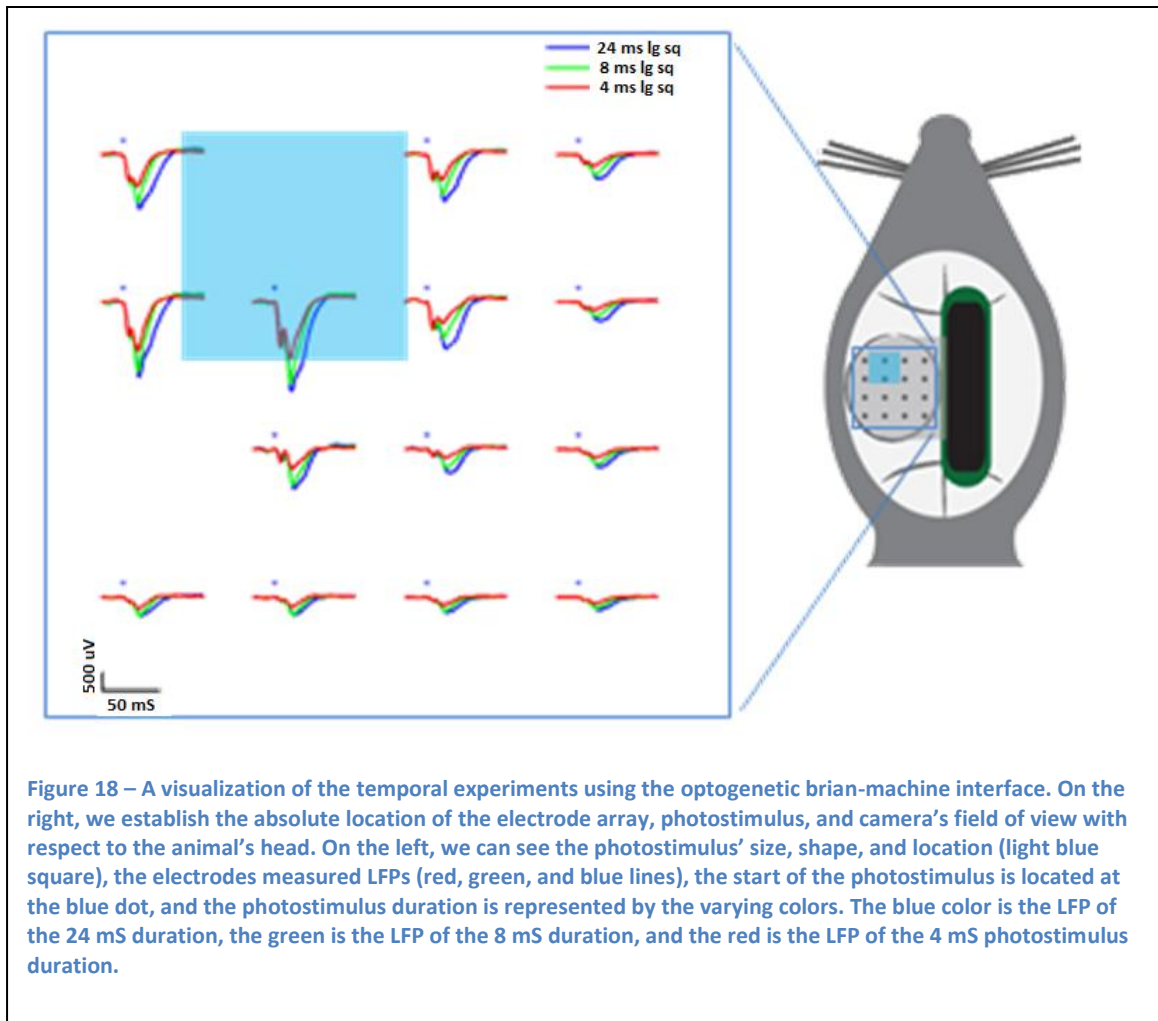 24 ms lg sq
8 ms lg sq
4 ms lg sq
500 uV
50 mS
Figure 18 – A visualization of the temporal experiments using the optogenetic brian-machine interface. On the
right, we establish the absolute location of the electrode array, photostimulus, and camera's field of view with
respect to the animal's head. On the left, we can see the photostimulus' size, shape, and location (light blue
square), the electrodes measured LFPs (red, green, and blue lines), the start of the photostimulus is located at
the blue dot, and the photostimulus duration is represented by the varying colors. The blue color is the LFP of
the 24 mS duration, the green is the LFP of the 8 mS duration, and the red is the LFP of the 4 mS photostimulus
duration.